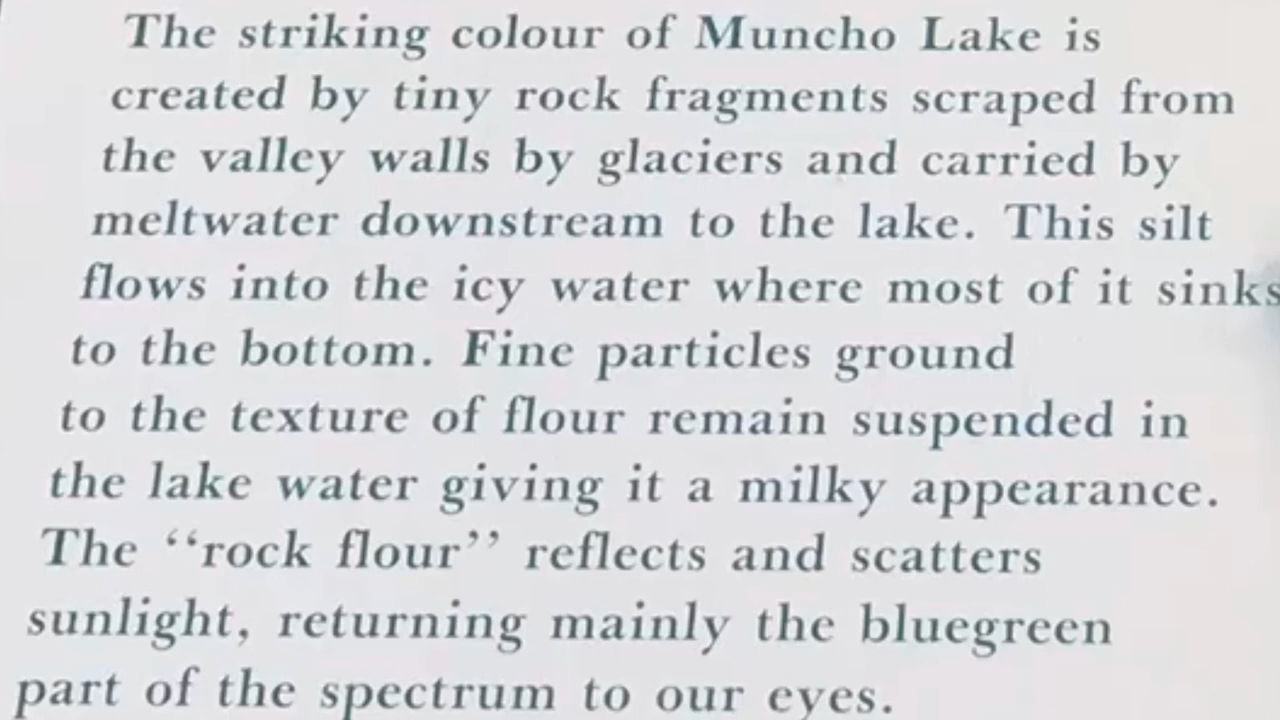 The striking colour of Muncho Lake is
created by tiny rock fragments scraped from
the valley walls by glaciers and carried by
meltwater downstream to the lake. This silt
flows into the icy water where most of it sinks
to the bottom. Fine particles ground
to the texture of flour remain suspended in
the lake water giving it a milky appearance.
The “rock flour” reflects and scatters
sunlight, returning mainly the bluegreen
part of the spectrum to our eyes.